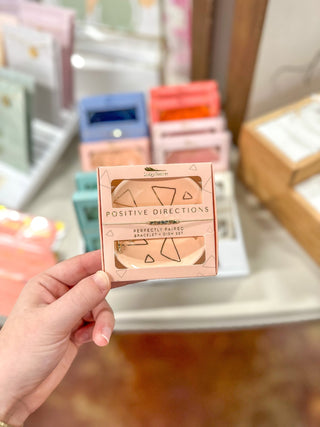 POSITIVE DIRECTIONS
PERFECTLY PAIRED
BRACELET + DISH SET